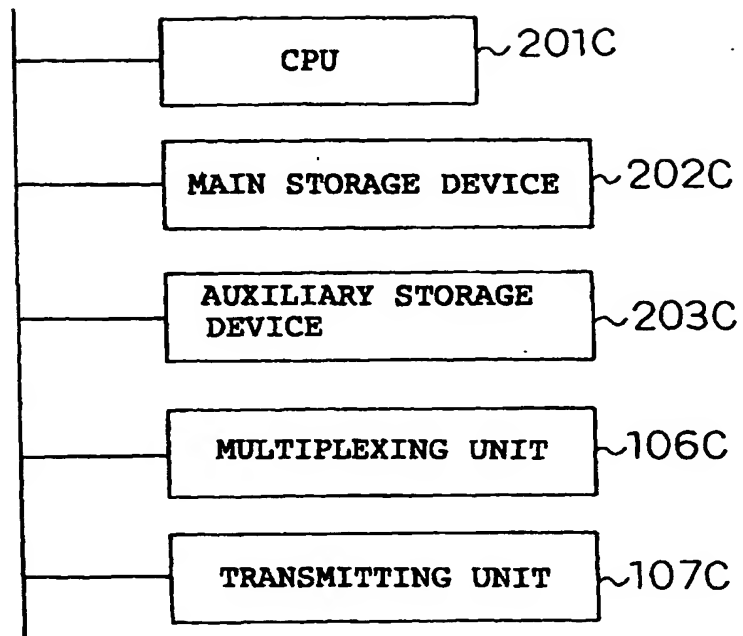 CPU
201C
MAIN STORAGE DEVICE
202C
AUXILIARY STORAGE
DEVICE
203C
MULTIPLEXING UNIT
106C
TRANSMITTING UNIT
107C